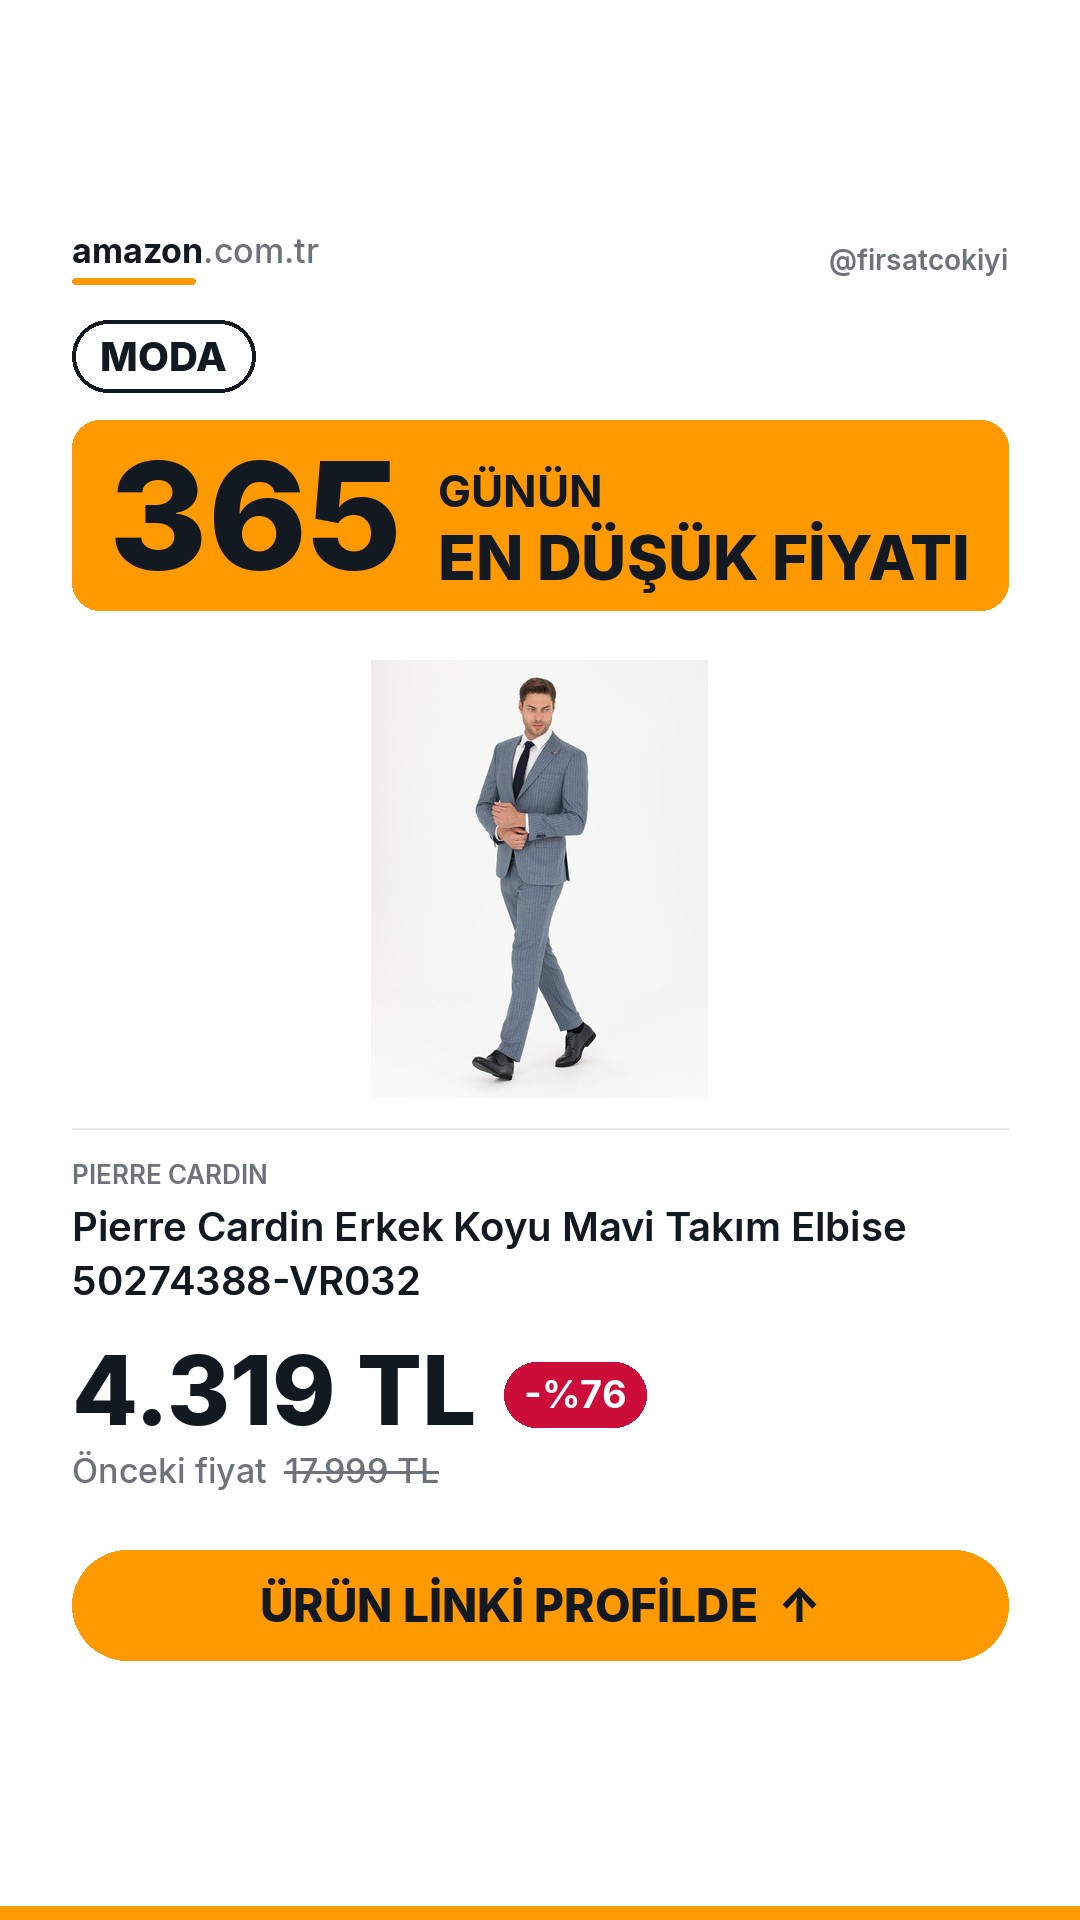 amazon.com.tr
@firsatcokiyi
MODA
365
GÜNÜN
EN DÜŞÜK FİYATI
PIERRE CARDIN
Pierre Cardin Erkek Koyu Mavi Takım Elbise
50274388-VR032
4.319 TL
-%76
Önceki fiyat 17.999 TL
ÜRÜN LİNKİ PROFİLDE ↑